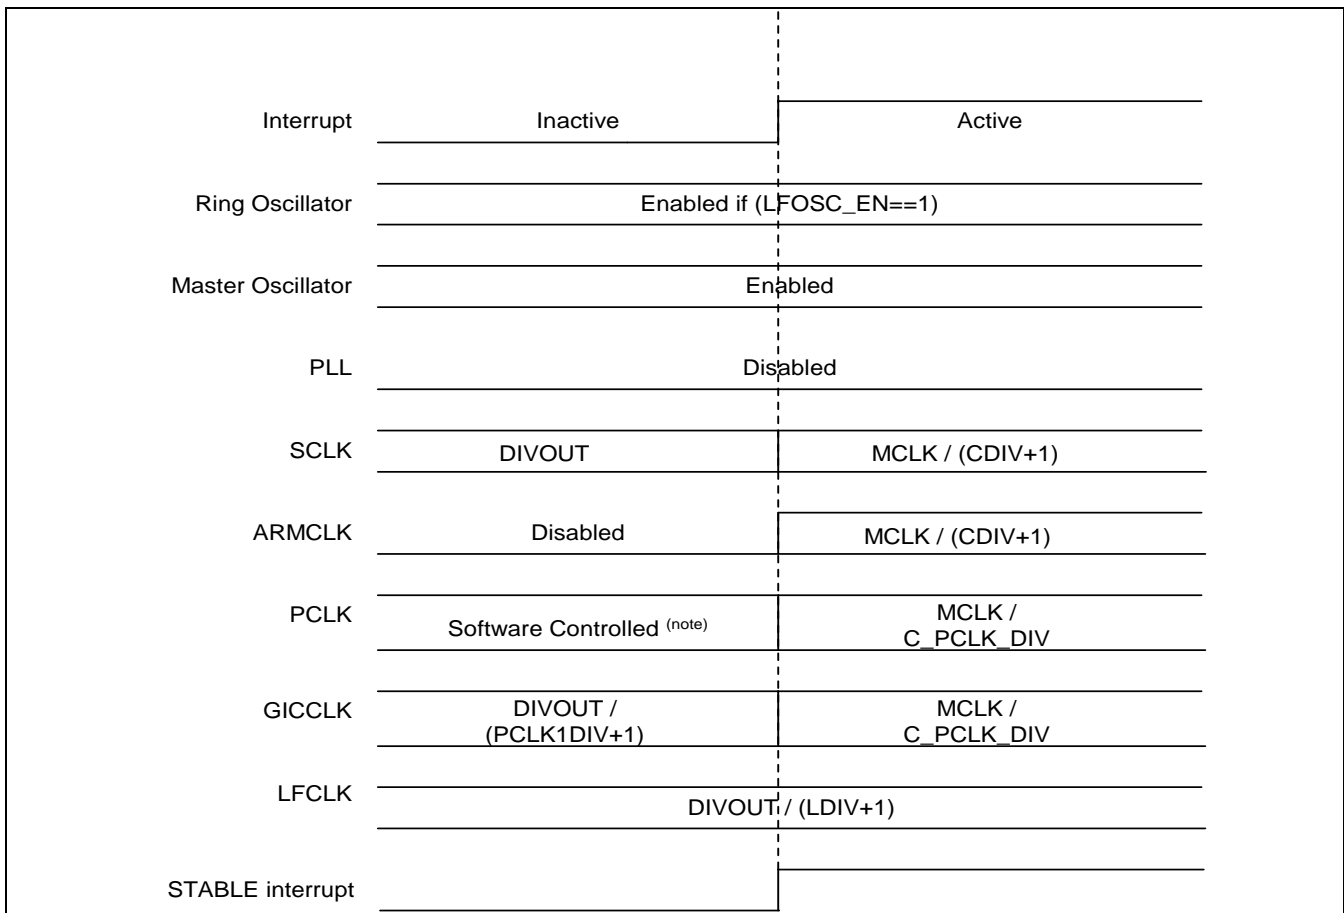 Interrupt Inactive Active
Ring Oscillator Enabled if (LFOSC_EN==1)
Master Oscillator Enabled
PLL Disabled
SCLK DIVOUT MCLK / (CDIV+1)
ARMCLK Disabled MCLK / (CDIV+1)
PCLK Software Controlled (note) MCLK /
C_PCLK_DIV
GICCLK DIVOUT / MCLK /
(PCLK1DIV+1) C_PCLK_DIV
LFCLK DIVOUT / (LDIV+1)
STABLE interrupt